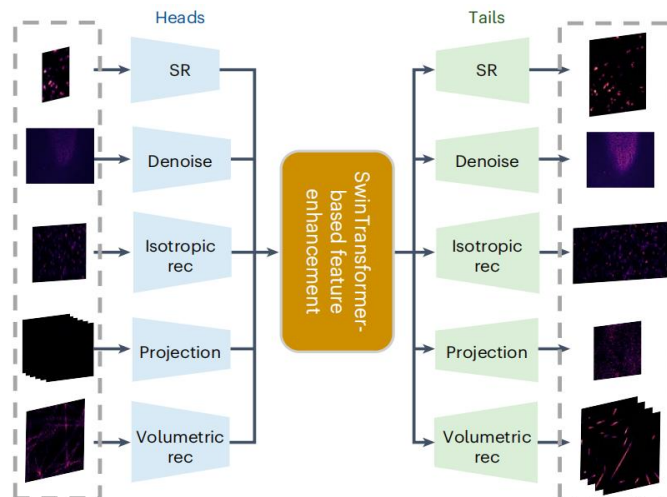 Heads
Tails
SR
Denoise
Isotropic
rec
Projection
Volumetric
rec
SwinTransformer-
based feature
enhancement
SR
Denoise
Isotropic
rec
Projection
Volumetric
rec